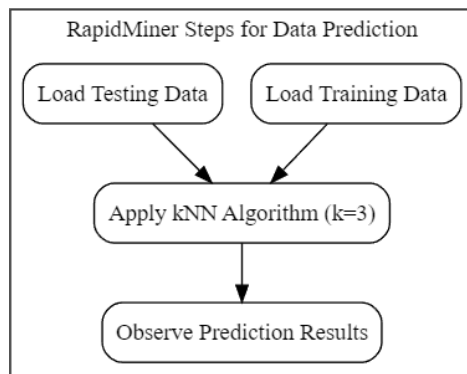 RapidMiner Steps for Data Prediction
Load Testing Data
Load Training Data
Apply kNN Algorithm (k=3)
Observe Prediction Results